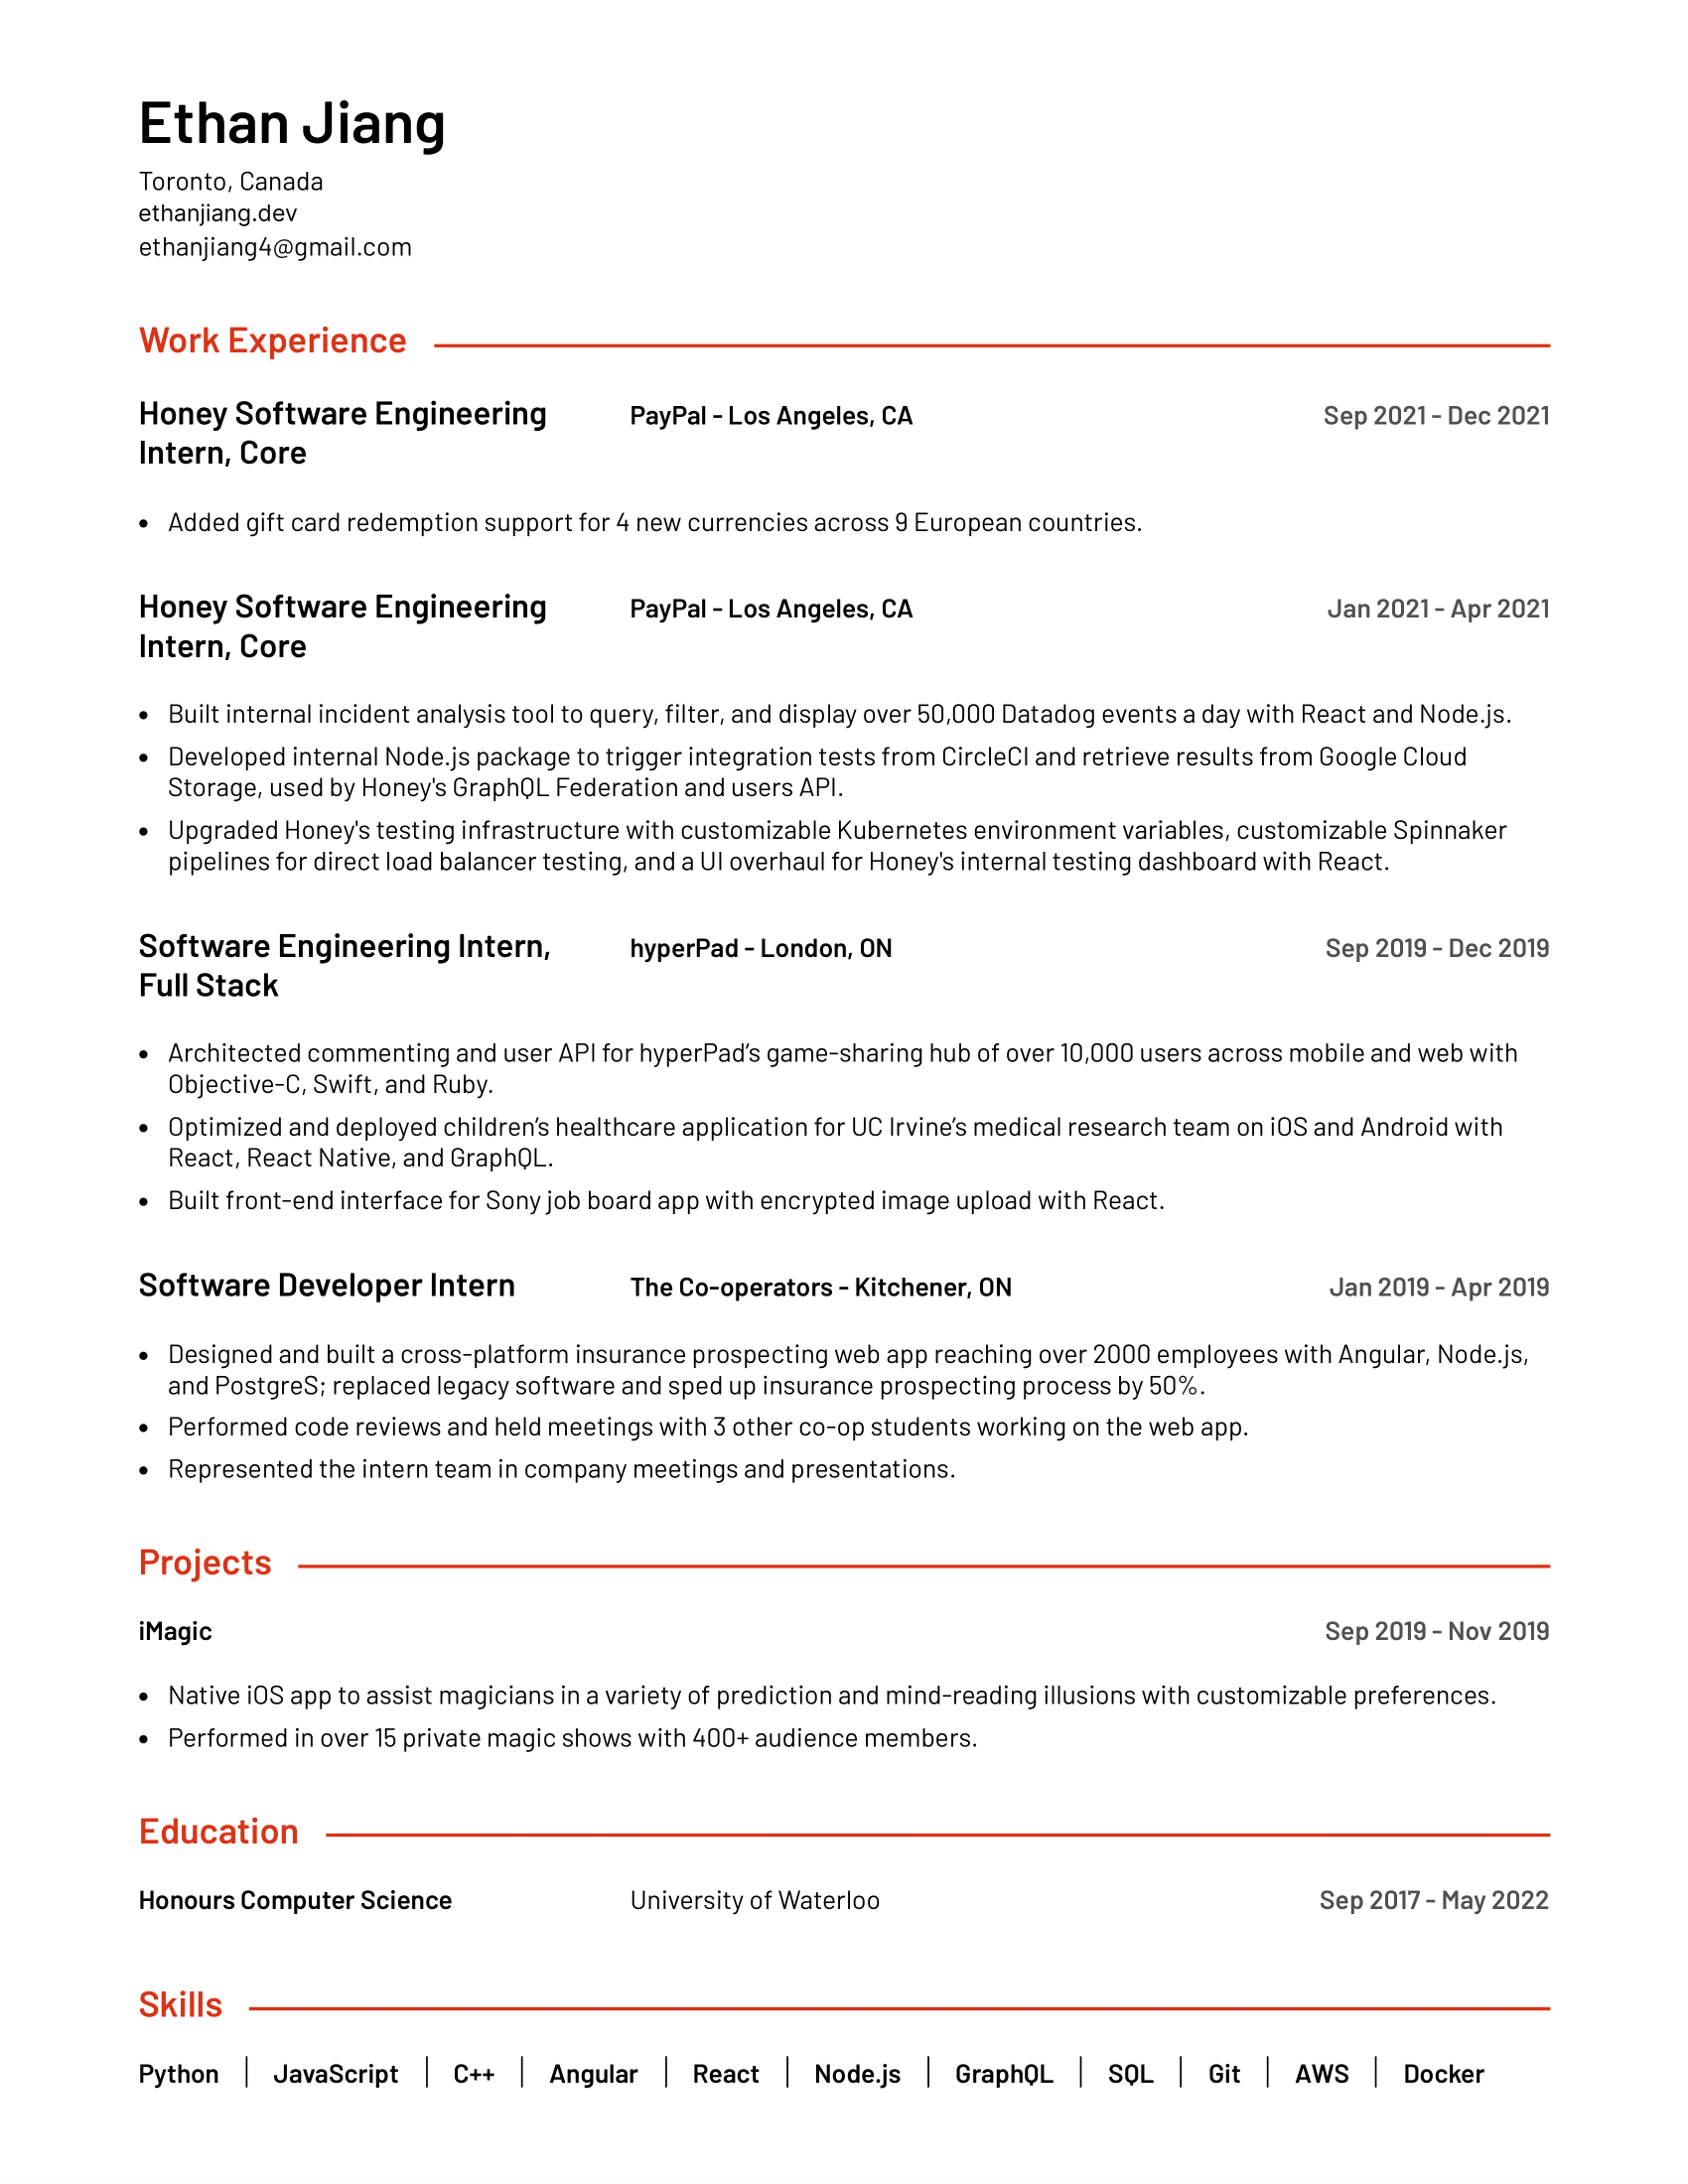 Ethan Jiang
Toronto, Canada
ethanjiang.dev
ethanjiang4@gmail.com
Work Experience
Honey Software Engineering Intern, Core PayPal - Los Angeles, CA Sep 2021 - Dec 2021
• Added gift card redemption support for 4 new currencies across 9 European countries.
Honey Software Engineering Intern, Core PayPal - Los Angeles, CA Jan 2021 - Apr 2021
• Built internal incident analysis tool to query, filter, and display over 50,000 Datadog events a day with React and Node.js.
• Developed internal Node.js package to trigger integration tests from CircleCI and retrieve results from Google Cloud
Storage, used by Honey's GraphQL Federation and users API.
• Upgraded Honey's testing infrastructure with customizable Kubernetes environment variables, customizable Spinnaker
pipelines for direct load balancer testing, and a UI overhaul for Honey's internal testing dashboard with React.
Software Engineering Intern, Full Stack hyperPad - London, ON Sep 2019 - Dec 2019
• Architected commenting and user API for hyperPad’s game-sharing hub of over 10,000 users across mobile and web with
Objective-C, Swift, and Ruby.
• Optimized and deployed children’s healthcare application for UC Irvine’s medical research team on iOS and Android with
React, React Native, and GraphQL.
• Built front-end interface for Sony job board app with encrypted image upload with React.
Software Developer Intern The Co-operators - Kitchener, ON Jan 2019 - Apr 2019
• Designed and built a cross-platform insurance prospecting web app reaching over 2000 employees with Angular, Node.js,
and PostgreS; replaced legacy software and sped up insurance prospecting process by 50%.
• Performed code reviews and held meetings with 3 other co-op students working on the web app.
• Represented the intern team in company meetings and presentations.
Projects
iMagic Sep 2019 - Nov 2019
• Native iOS app to assist magicians in a variety of prediction and mind-reading illusions with customizable preferences.
• Performed in over 15 private magic shows with 400+ audience members.
Education
Honours Computer Science University of Waterloo Sep 2017 - May 2022
Skills
Python | JavaScript | C++ | Angular | React | Node.js | GraphQL | SQL | Git | AWS | Docker